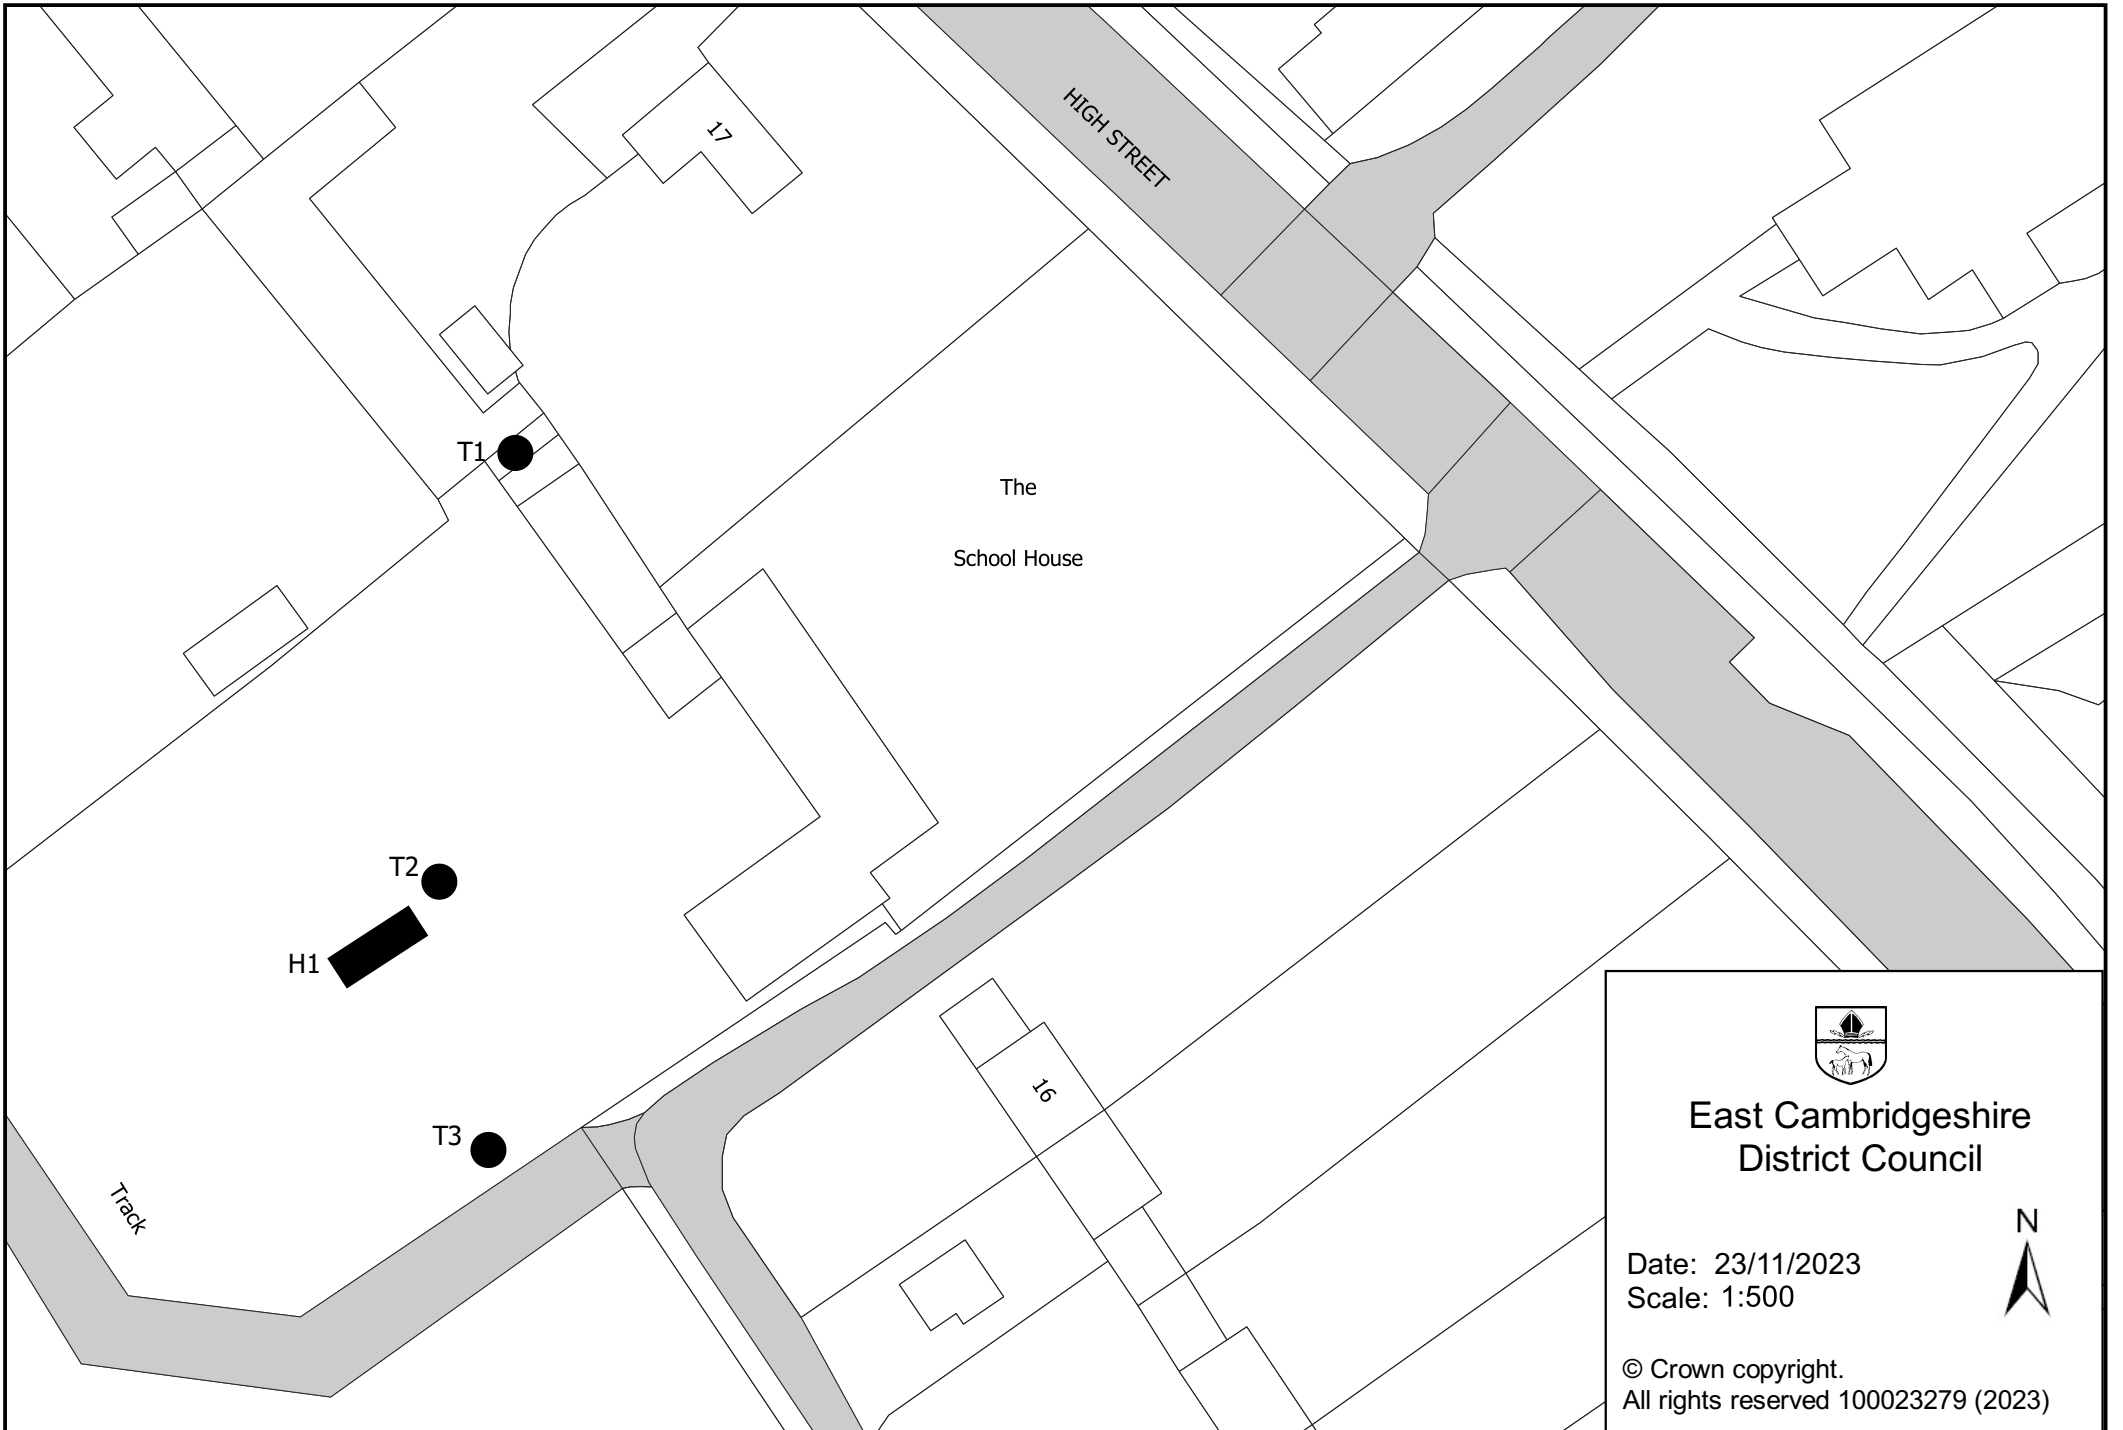 17
HIGH STREET
T1
The
School House
T2
H1
T3
16
Track
East Cambridgeshire
District Council
N
Date: 23/11/2023
Scale: 1:500
© Crown copyright.
All rights reserved 100023279 (2023)